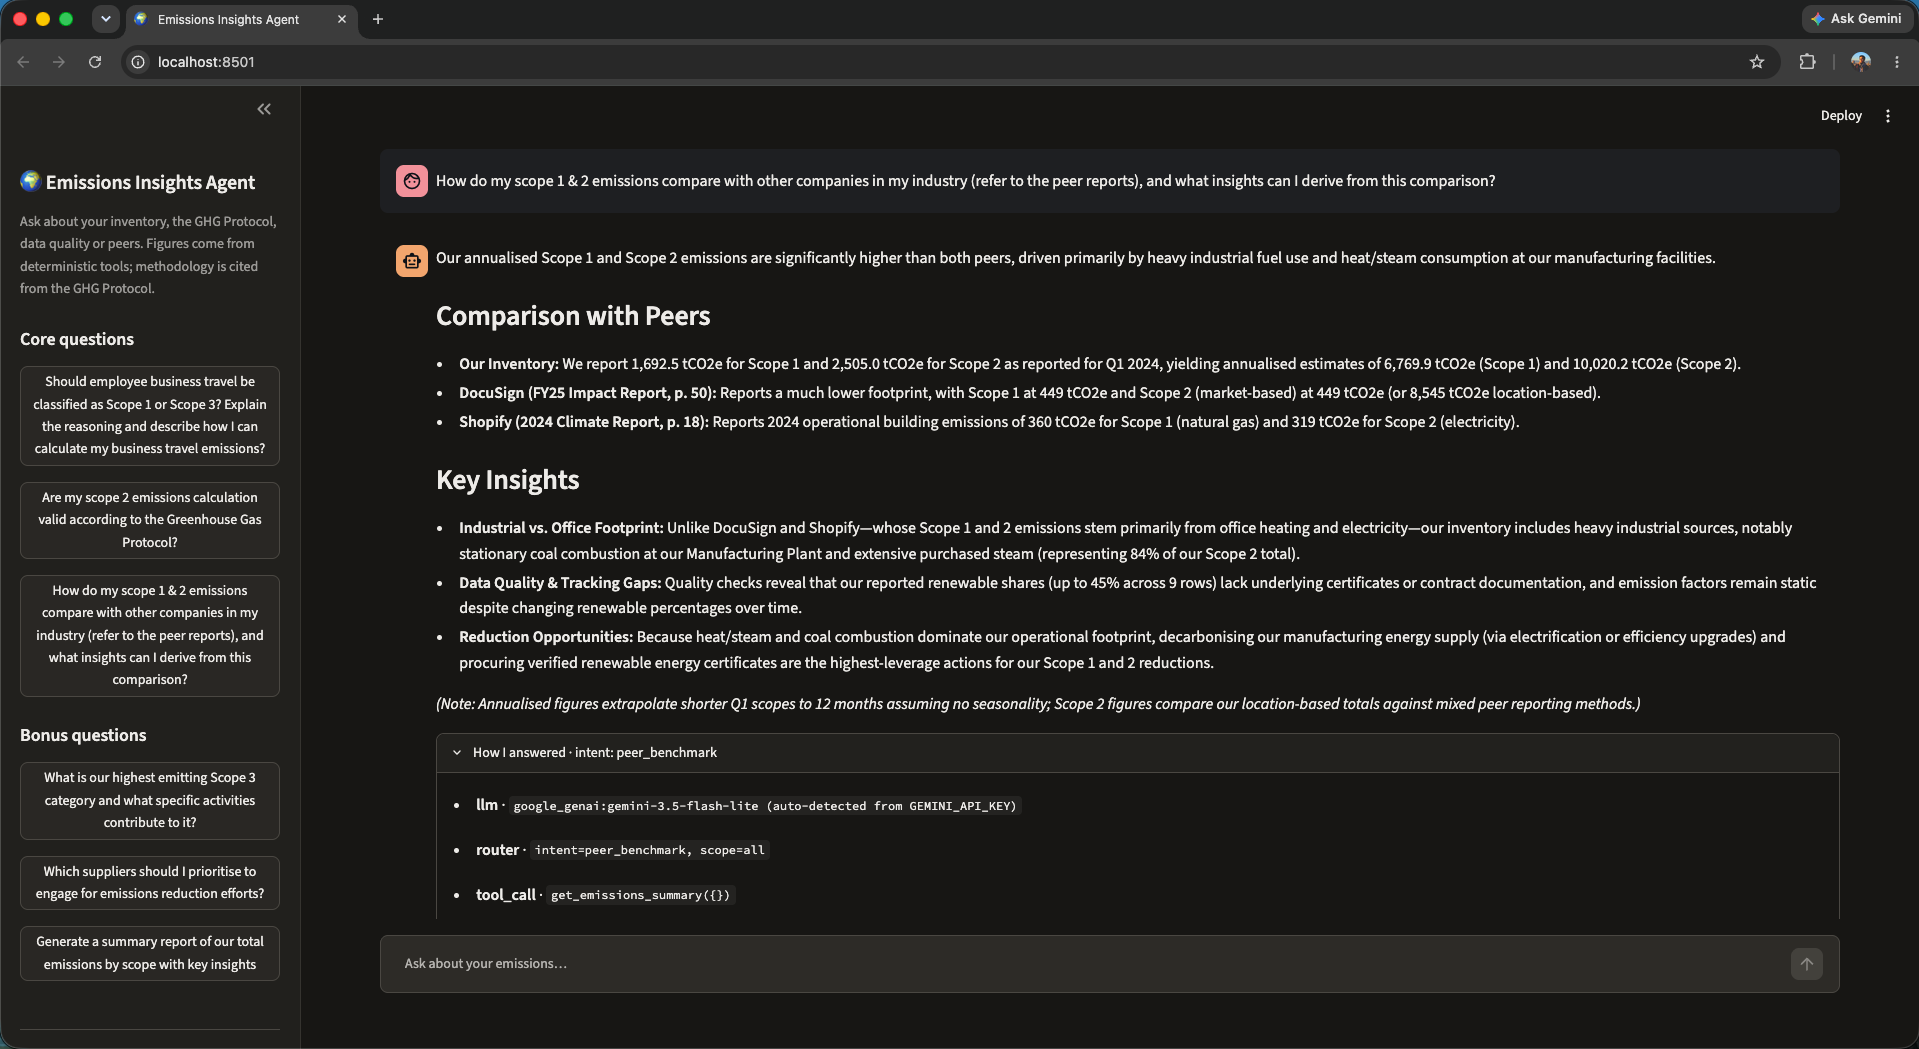 Emissions Insights Agent
Ask Gemini
localhost:8501
Deploy
Emissions Insights Agent
Ask about your inventory, the GHG Protocol,
data quality or peers. Figures come from
deterministic tools; methodology is cited
from the GHG Protocol.
Core questions
Should employee business travel be
classified as Scope 1 or Scope 3? Explain
the reasoning and describe how I can
calculate my business travel emissions?
Are my scope 2 emissions calculation
valid according to the Greenhouse Gas
Protocol?
How do my scope 1 & 2 emissions
compare with other companies in my
industry (refer to the peer reports), and
what insights can I derive from this
comparison?
Bonus questions
What is our highest emitting Scope 3
category and what specific activities
contribute to it?
Which suppliers should I prioritise to
engage for emissions reduction efforts?
Generate a summary report of our total
emissions by scope with key insights
How do my scope 1 & 2 emissions compare with other companies in my industry (refer to the peer reports), and what insights can I derive from this comparison?
Our annualised Scope 1 and Scope 2 emissions are significantly higher than both peers, driven primarily by heavy industrial fuel use and heat/steam consumption at our manufacturing facilities.
Comparison with Peers
• Our Inventory: We report 1,692.5 tCO2e for Scope 1 and 2,505.0 tCO2e for Scope 2 as reported for Q1 2024, yielding annualised estimates of 6,769.9 tCO2e (Scope 1) and 10,020.2 tCO2e (Scope 2).
• DocuSign (FY25 Impact Report, p. 50): Reports a much lower footprint, with Scope 1 at 449 tCO2e and Scope 2 (market-based) at 449 tCO2e (or 8,545 tCO2e location-based).
• Shopify (2024 Climate Report, p. 18): Reports 2024 operational building emissions of 360 tCO2e for Scope 1 (natural gas) and 319 tCO2e for Scope 2 (electricity).
Key Insights
• Industrial vs. Office Footprint: Unlike DocuSign and Shopify—whose Scope 1 and 2 emissions stem primarily from office heating and electricity—our inventory includes heavy industrial sources, notably
stationary coal combustion at our Manufacturing Plant and extensive purchased steam (representing 84% of our Scope 2 total).
• Data Quality & Tracking Gaps: Quality checks reveal that our reported renewable shares (up to 45% across 9 rows) lack underlying certificates or contract documentation, and emission factors remain static
despite changing renewable percentages over time.
• Reduction Opportunities: Because heat/steam and coal combustion dominate our operational footprint, decarbonising our manufacturing energy supply (via electrification or efficiency upgrades) and
procuring verified renewable energy certificates are the highest-leverage actions for our Scope 1 and 2 reductions.
(Note: Annualised figures extrapolate shorter Q1 scopes to 12 months assuming no seasonality; Scope 2 figures compare our location-based totals against mixed peer reporting methods.)
How I answered · intent: peer_benchmark
• llm · google_genai:gemini-3.5-flash-lite (auto-detected from GEMINI_API_KEY)
• router · intent=peer_benchmark, scope=all
• tool_call · get_emissions_summary({})
Ask about your emissions…